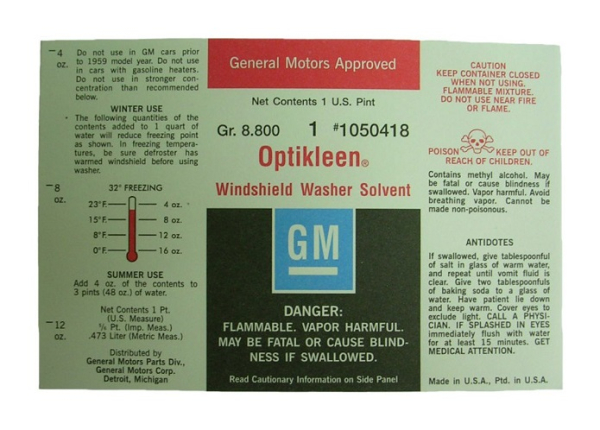 4 oz.
Do not use in GM cars prior
to 1959 model year. Do not use
in cars with gasoline heaters.
Do not use in stronger con-
centration than recommended
below.
WINTER USE
The following quantities of the
contents added to 1 quart of
water will reduce freezing point
as shown. In freezing tempera-
tures, be sure defroster has
warmed windshield before using
washer.
8 oz.
32° FREEZING
23°F. 4 oz.
15°F. 8 oz.
8°F. 12 oz.
0°F. 16 oz.
SUMMER USE
Add 4 oz. of the contents to
3 pints (48 oz.) of water.
12 oz.
Net Contents 1 Pt.
(U.S. Measure)
Pt. (Imp. Meas.)
.473 Liter (Metric Meas.)
Distributed by
General Motors Parts Div.,
General Motors Corp.
Detroit, Michigan
General Motors Approved
Net Contents 1 U.S. Pint
Gr. 8.800 1 #1050418
Optikleen®
Windshield Washer Solvent
GM
DANGER:
FLAMMABLE. VAPOR HARMFUL.
MAY BE FATAL OR CAUSE BLIND-
NESS IF SWALLOWED.
Read Cautionary Information on Side Panel
CAUTION
KEEP CONTAINER CLOSED
WHEN NOT USING.
FLAMMABLE MIXTURE.
DO NOT USE NEAR FIRE
OR FLAME.
POISON KEEP OUT OF
REACH OF CHILDREN.
Contains methyl alcohol. May
be fatal or cause blindness if
swallowed. Vapor harmful. Avoid
breathing vapor. Cannot be
made non-poisonous.
ANTIDOTES
If swallowed, give tablespoonful
of salt in glass of warm water,
and repeat until vomit fluid is
clear. Give two tablespoonfuls
of baking soda to a glass of
water. Have patient lie down
and keep warm. Cover eyes to
exclude light. CALL A PHYSI-
CIAN. IF SPLASHED IN EYES
immediately flush with water
for at least 15 minutes. GET
MEDICAL ATTENTION.
Made in U.S.A., Ptd. in U.S.A.